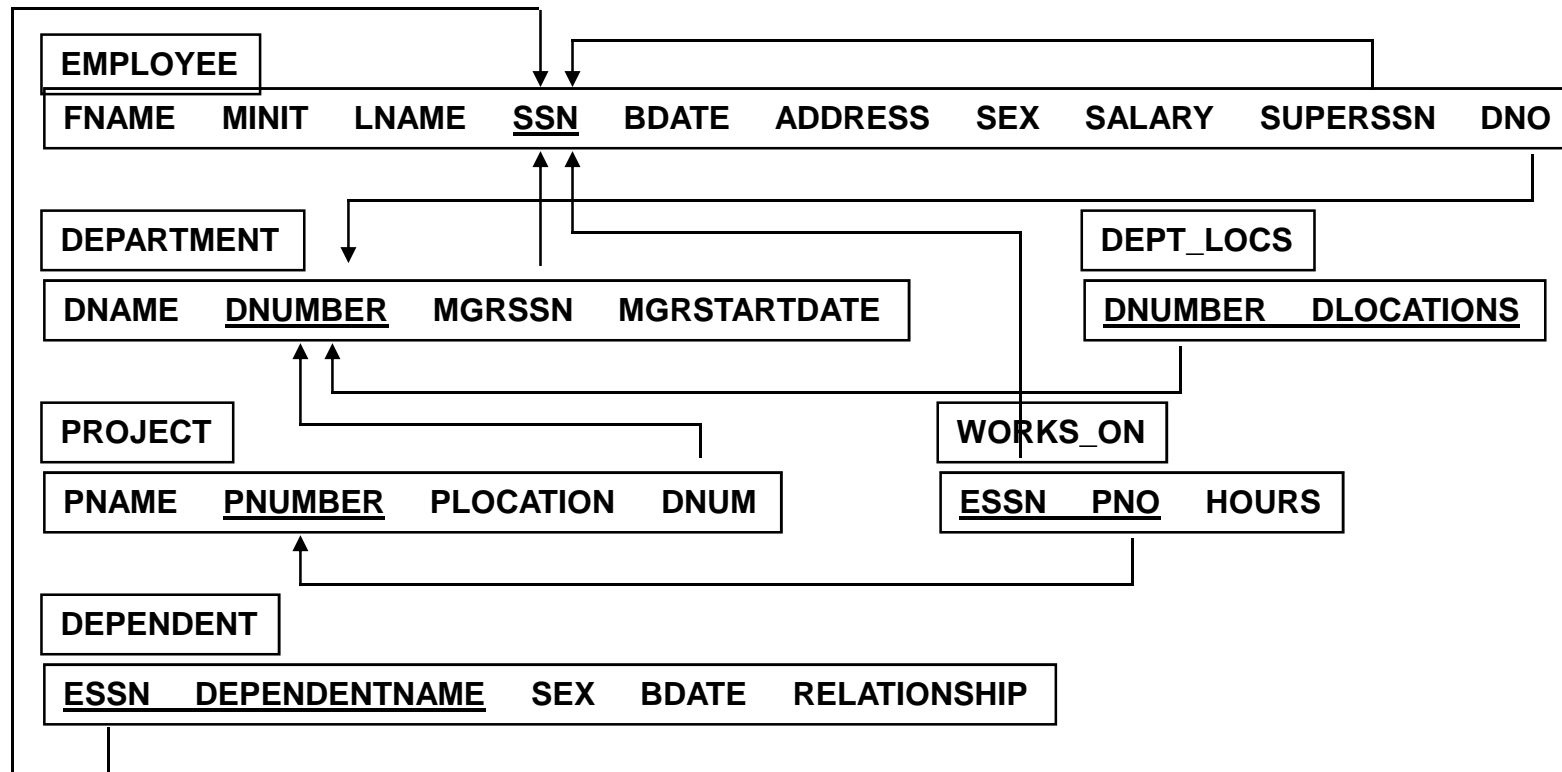 EMPLOYEE
FNAME MINIT LNAME SSN BDATE ADDRESS SEX SALARY SUPERSSN DNO
DEPARTMENT
DEPT_LOCS
DNAME DNUMBER MGRSSN MGRSTARTDATE
DNUMBER DLOCATIONS
PROJECT
WORKS_ON
PNAME PNUMBER PLOCATION DNUM
ESSN PNO HOURS
DEPENDENT
ESSN DEPENDENTNAME SEX BDATE RELATIONSHIP